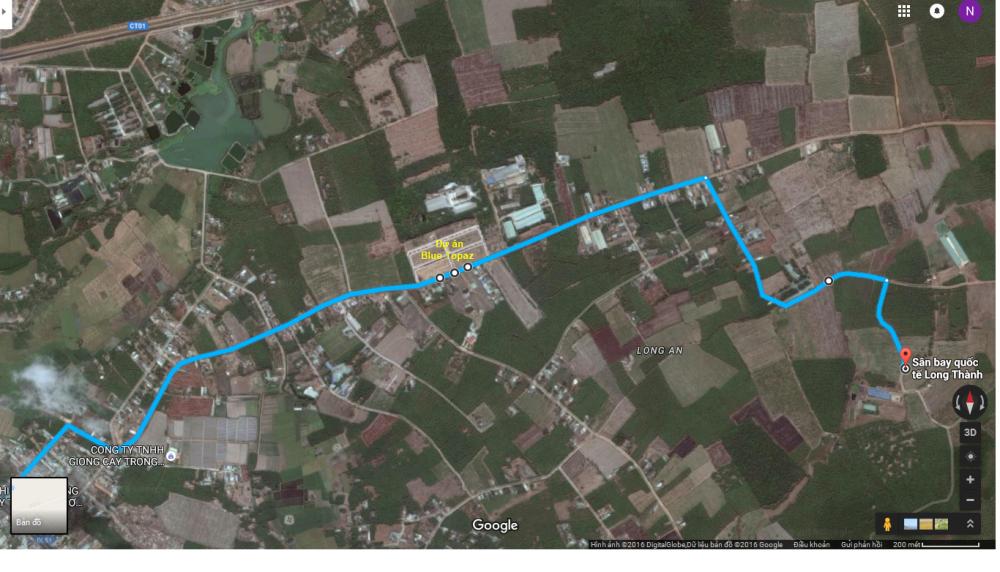 CT01
N
Dự án
Blue Topaz
LONG AN
Sân bay quốc
tế Long Thành
3D
CÔNG TY TNHH
GIỐNG CÂY TRỒNG...
Bản đồ
Google
Hình ảnh ©2016 DigitalGlobe,Dữ liệu bản đồ ©2016 Google Điều khoản Gửi phản hồi 200 mét